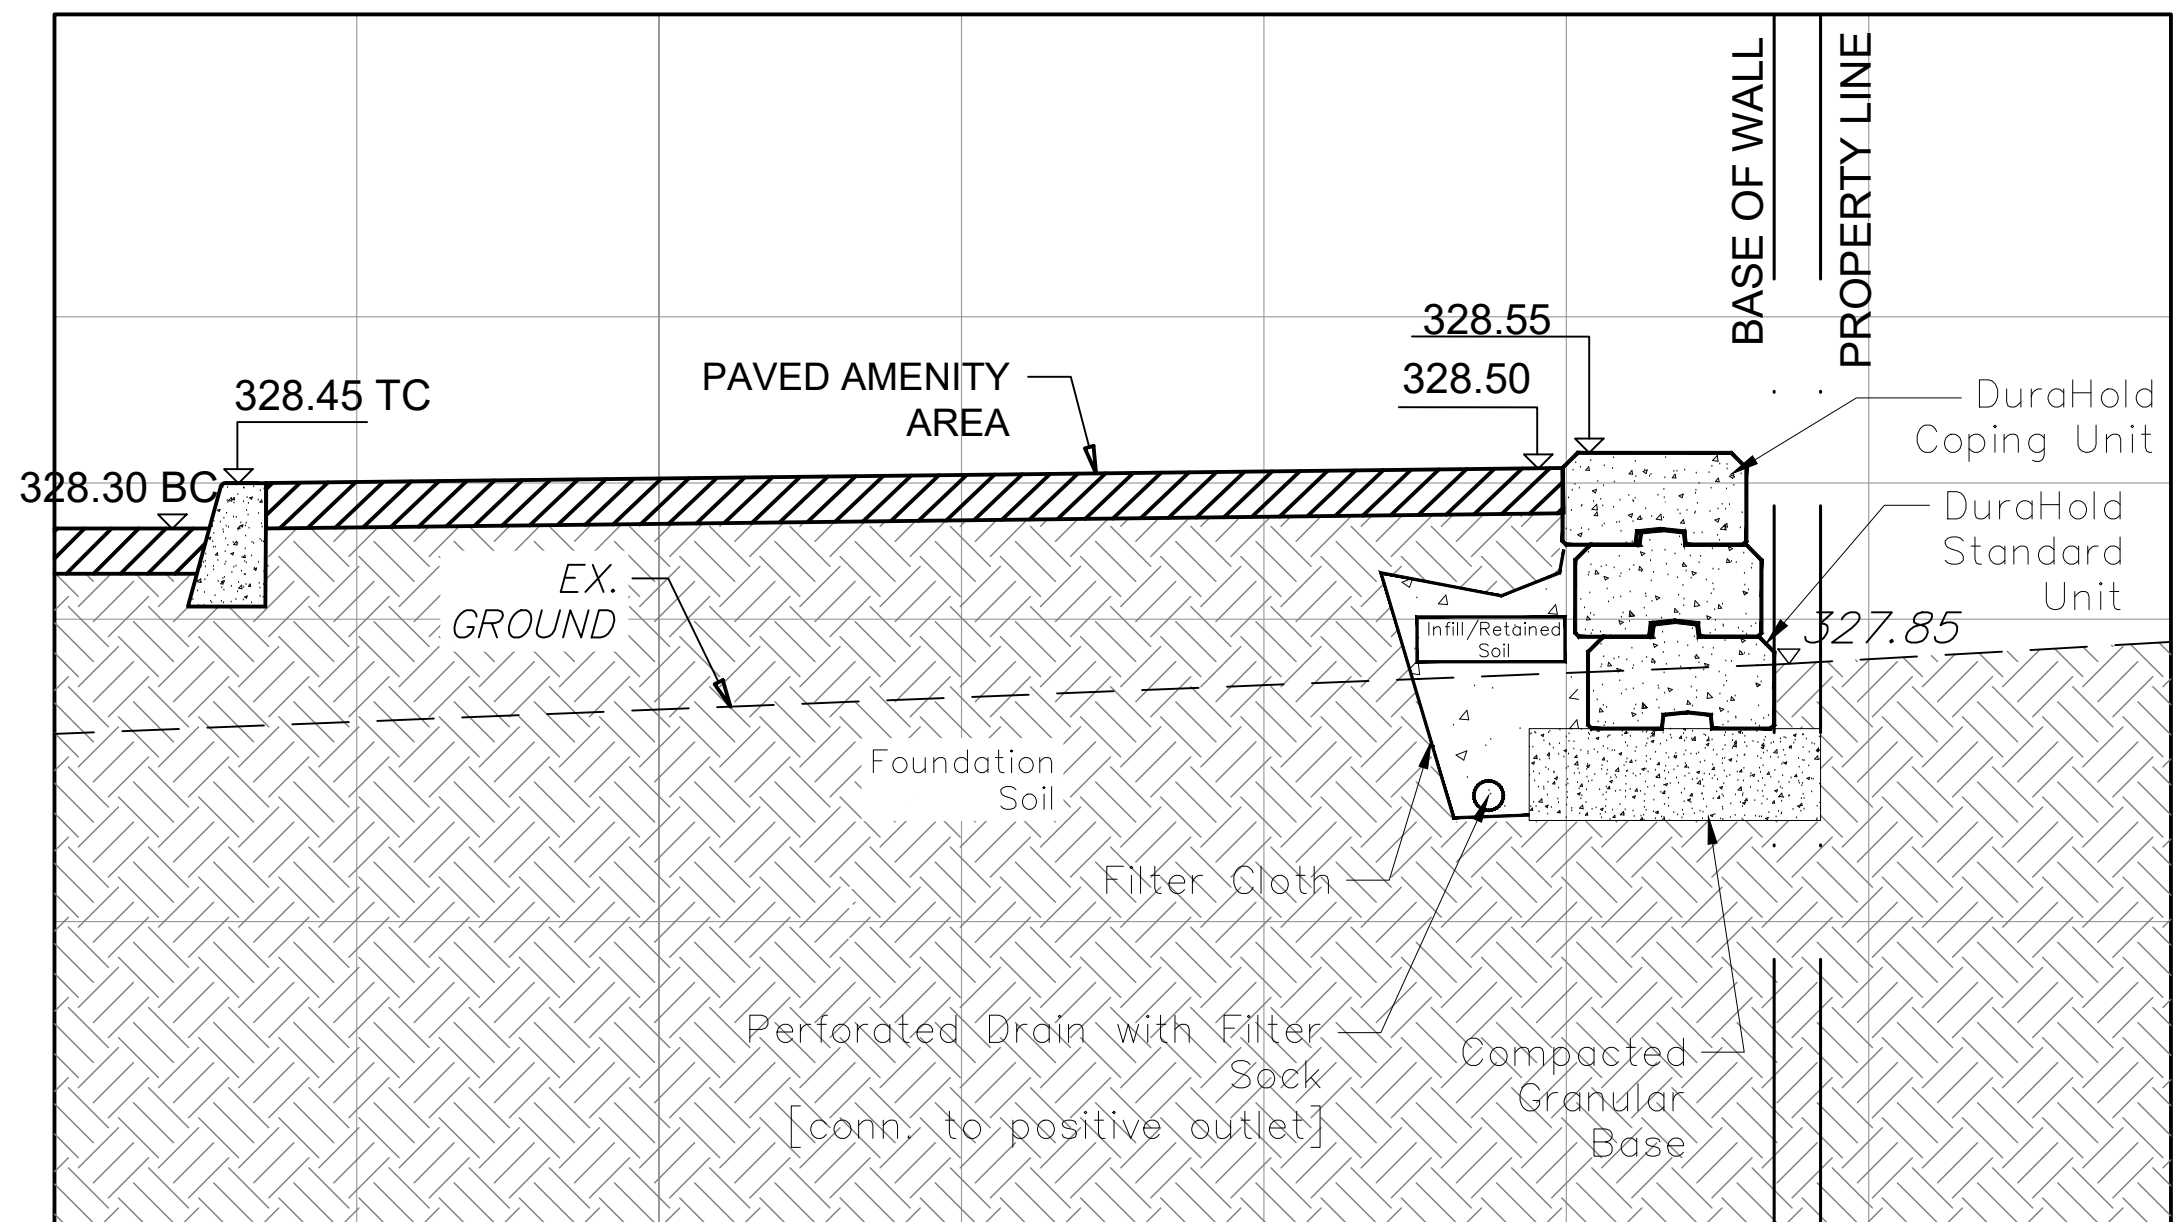 BASE OF WALL
PROPERTY LINE
328.55
328.50
PAVED AMENITY
AREA
328.45 TC
328.30 BC
DuraHold
Coping Unit
DuraHold
Standard
Unit
EX.
GROUND
Infill/Retained
Soil
327.85
Foundation
Soil
Filter Cloth
Perforated Drain with Filter
Sock
[conn. to positive outlet]
Compacted
Granular
Base